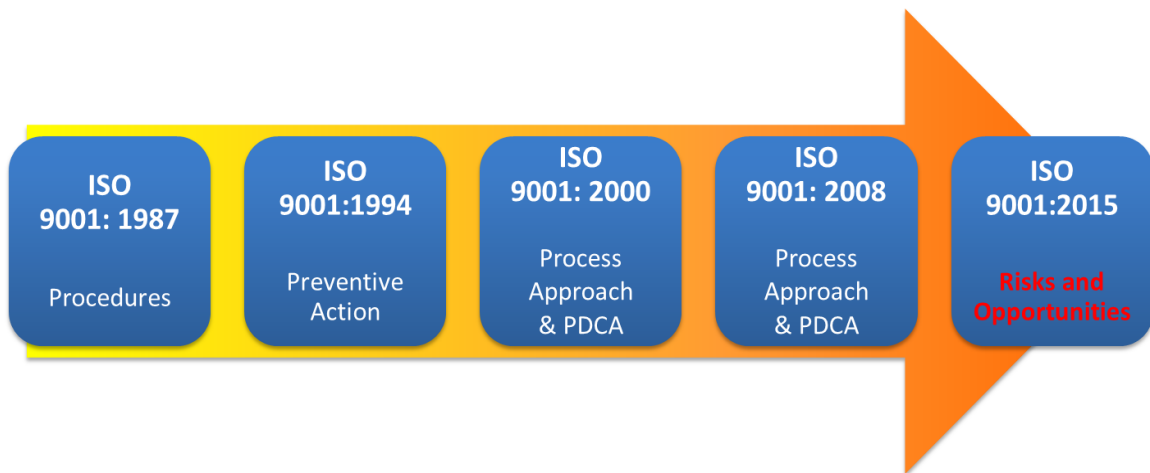 ISO
9001: 1987
Procedures
ISO
9001:1994
Preventive
Action
ISO
9001: 2000
Process
Approach
& PDCA
ISO
9001: 2008
Process
Approach
& PDCA
ISO
9001:2015
Risks and
Opportunities